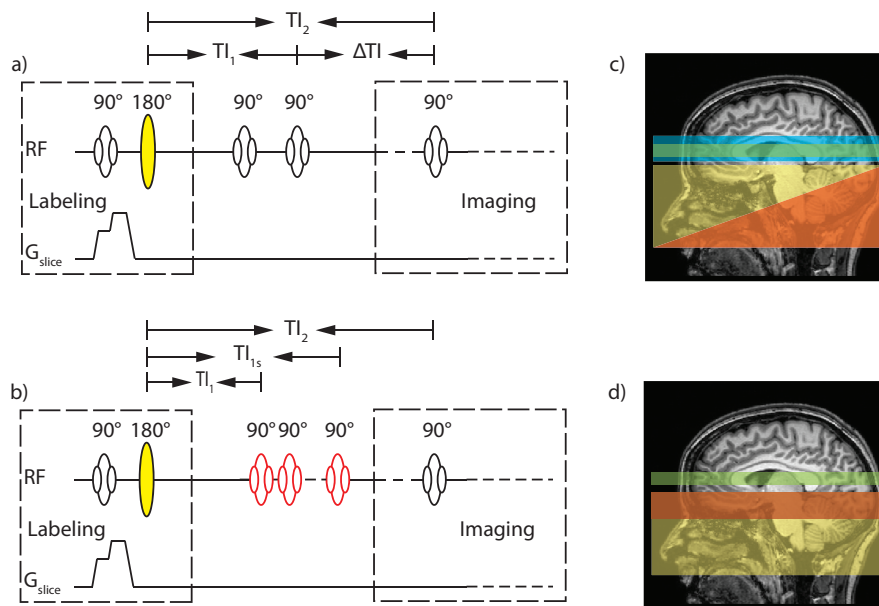 TI2
TI1 ΔTI
a)
90° 180° 90° 90° 90°
RF
Labeling Imaging
Gslice
c)
TI2
TI1s
TI1
b)
90° 180° 90° 90° 90° 90°
RF
Labeling Imaging
Gslice
d)